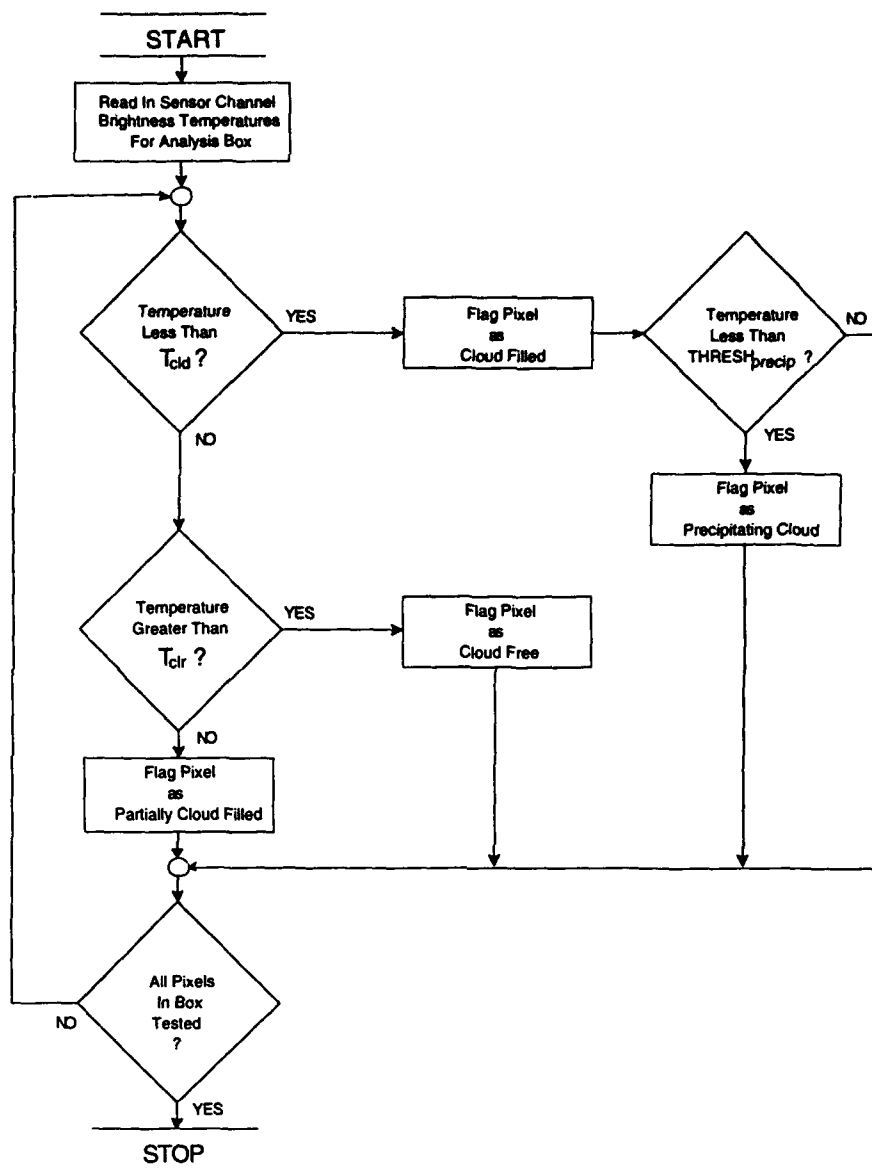 START
Read In Sensor Channel
Brightness Temperatures
For Analysis Box
Temperature
Less Than
Tcld ?
YES
Flag Pixel
as
Cloud Filled
Temperature
Less Than
THRESHprecip ?
NO
NO
YES
Flag Pixel
as
Precipitating Cloud
Temperature
Greater Than
Tclr ?
YES
Flag Pixel
as
Cloud Free
NO
Flag Pixel
as
Partially Cloud Filled
All Pixels
In Box
Tested
?
NO
YES
STOP